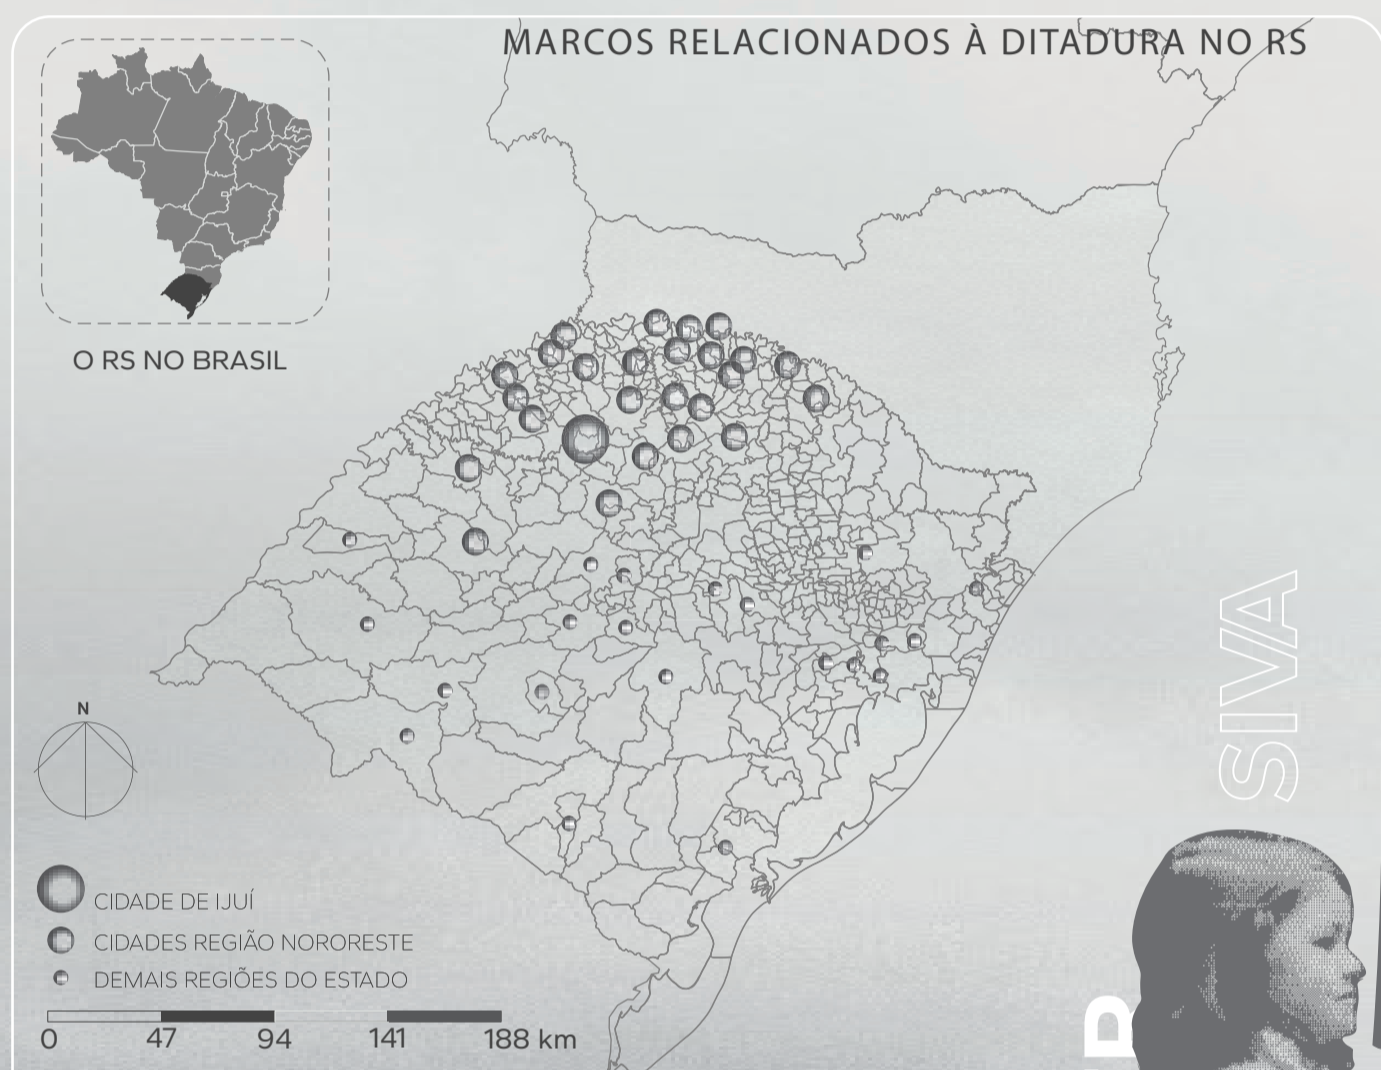 MARCOS RELACIONADOS À DITADURA NO RS
O RS NO BRASIL
N
CIDADE DE IJUÍ
CIDADES REGIÃO NORORESTE
DEMAIS REGIÕES DO ESTADO
0 47 94 141 188 km
SIVA
R